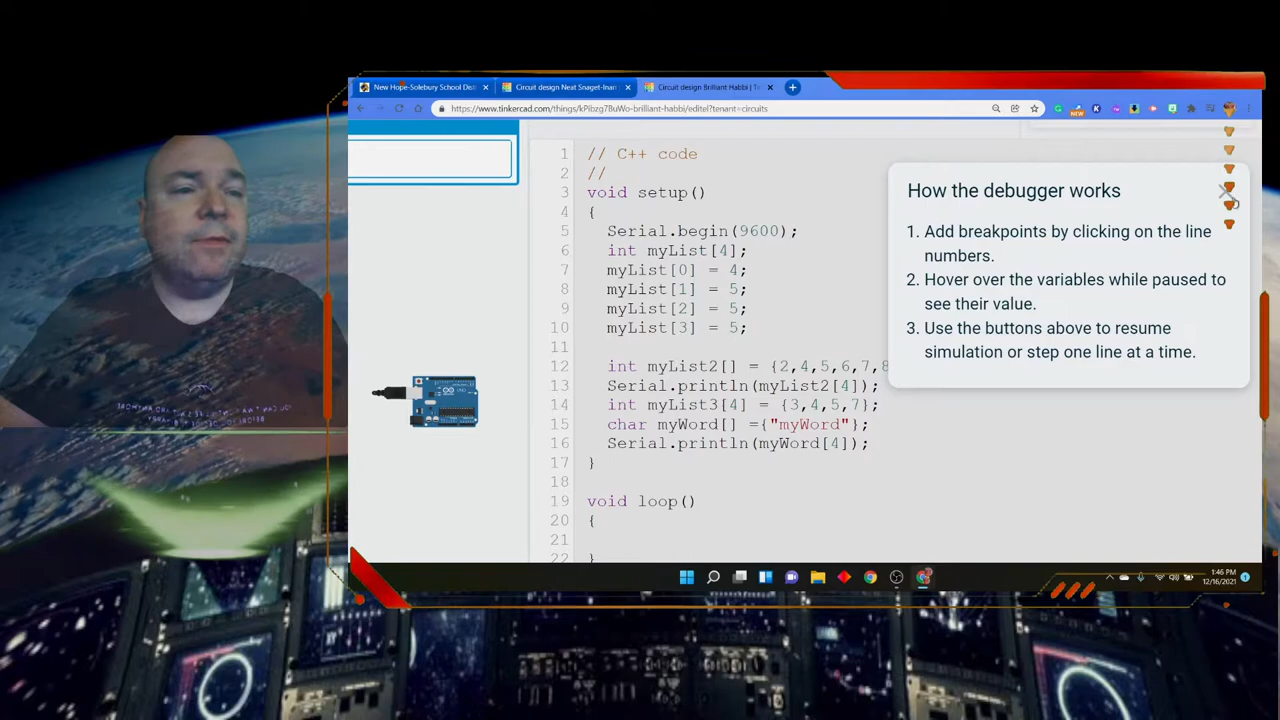 New Hope-Solebury School Dist
Circuit design Neat Snaget-Inari
Circuit design Brilliant Habbi | Ti
https://www.tinkercad.com/things/kPibzg7BuWo-brilliant-habbi/editel?tenant=circuits
NEW
1 // C++ code
2 //
3 void setup()
4 {
5 Serial.begin(9600);
6 int myList[4];
7 myList[0] = 4;
8 myList[1] = 5;
9 myList[2] = 5;
10 myList[3] = 5;
11
12 int myList2[] = {2,4,5,6,7,8
13 Serial.println(myList2[4]);
14 int myList3[4] = {3,4,5,7};
15 char myWord[] ={"myWord"};
16 Serial.println(myWord[4]);
17 }
18
19 void loop()
20 {
21
22 }
How the debugger works
1. Add breakpoints by clicking on the line
numbers.
2. Hover over the variables while paused to
see their value.
3. Use the buttons above to resume
simulation or step one line at a time.
1:46 PM
12/16/2021